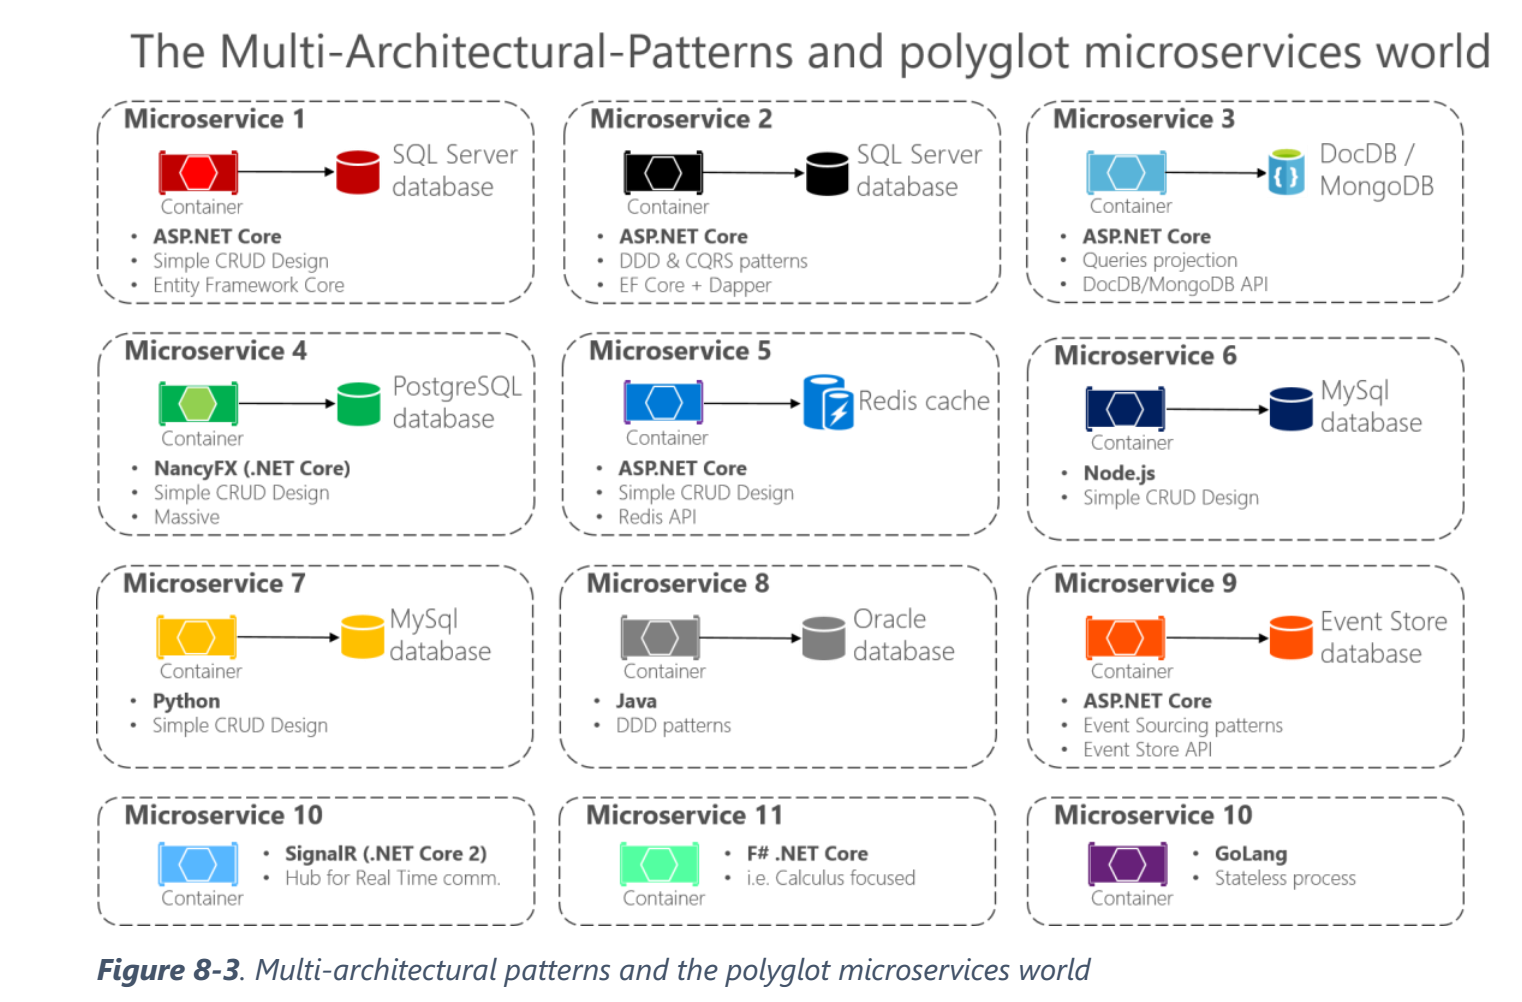 The Multi-Architectural-Patterns and polyglot microservices world
Microservice 1
SQL Server
database
Container
• ASP.NET Core
• Simple CRUD Design
• Entity Framework Core
Microservice 2
SQL Server
database
Container
• ASP.NET Core
• DDD & CQRS patterns
• EF Core + Dapper
Microservice 3
DocDB /
MongoDB
Container
• ASP.NET Core
• Queries projection
• DocDB/MongoDB API
Microservice 4
PostgreSQL
database
Container
• NancyFX (.NET Core)
• Simple CRUD Design
• Massive
Microservice 5
Redis cache
Container
• ASP.NET Core
• Simple CRUD Design
• Redis API
Microservice 6
MySql
database
Container
• Node.js
• Simple CRUD Design
Microservice 7
MySql
database
Container
• Python
• Simple CRUD Design
Microservice 8
Oracle
database
Container
• Java
• DDD patterns
Microservice 9
Event Store
database
Container
• ASP.NET Core
• Event Sourcing patterns
• Event Store API
Microservice 10
• SignalR (.NET Core 2)
• Hub for Real Time comm.
Container
Microservice 11
• F# .NET Core
• i.e. Calculus focused
Container
Microservice 10
• GoLang
• Stateless process
Container
Figure 8-3. Multi-architectural patterns and the polyglot microservices world